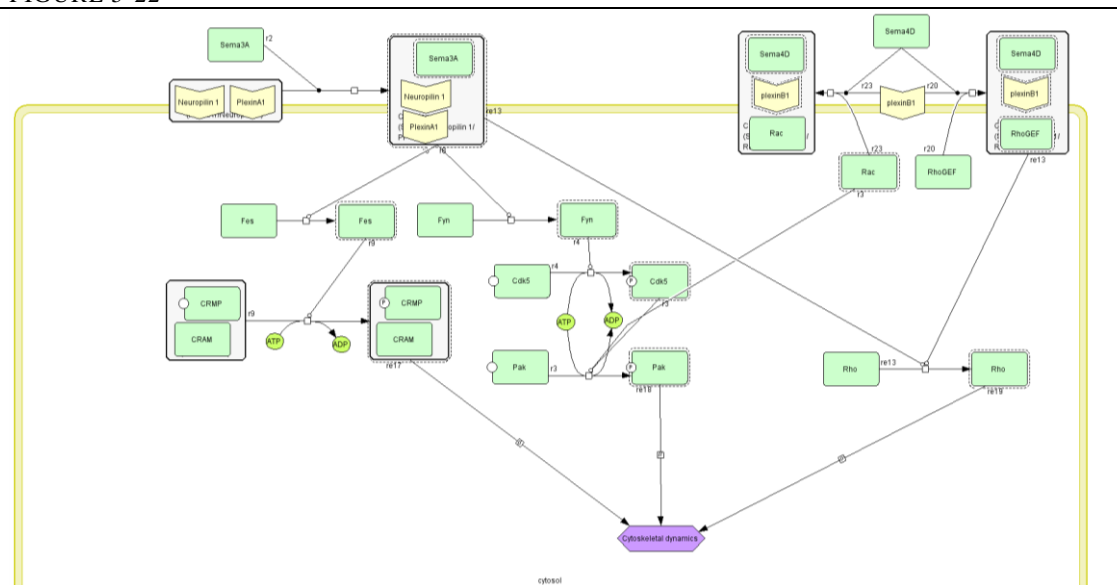 FIGURE 5-22
Sema3A
r2
Sema3A
Neuropilin 1
PlexinA1
Neuropilin 1
PlexinA1
re13
r6
Sema4D
Sema4D
Sema4D
plexinB1
r23
plexinB1
r20
plexinB1
Rac
RhoGEF
r23
r20
re13
Rac
RhoGEF
r3
Fes
Fes
r9
Fyn
Fyn
r4
CRMP
CRAM
r9
ATP
ADP
P
CRMP
CRAM
re17
Cdk5
r4
P
Cdk5
r3
ATP
ADP
Pak
r3
P
Pak
re18
Rho
re13
Rho
re19
Cytoskeletal dynamics
cytosol